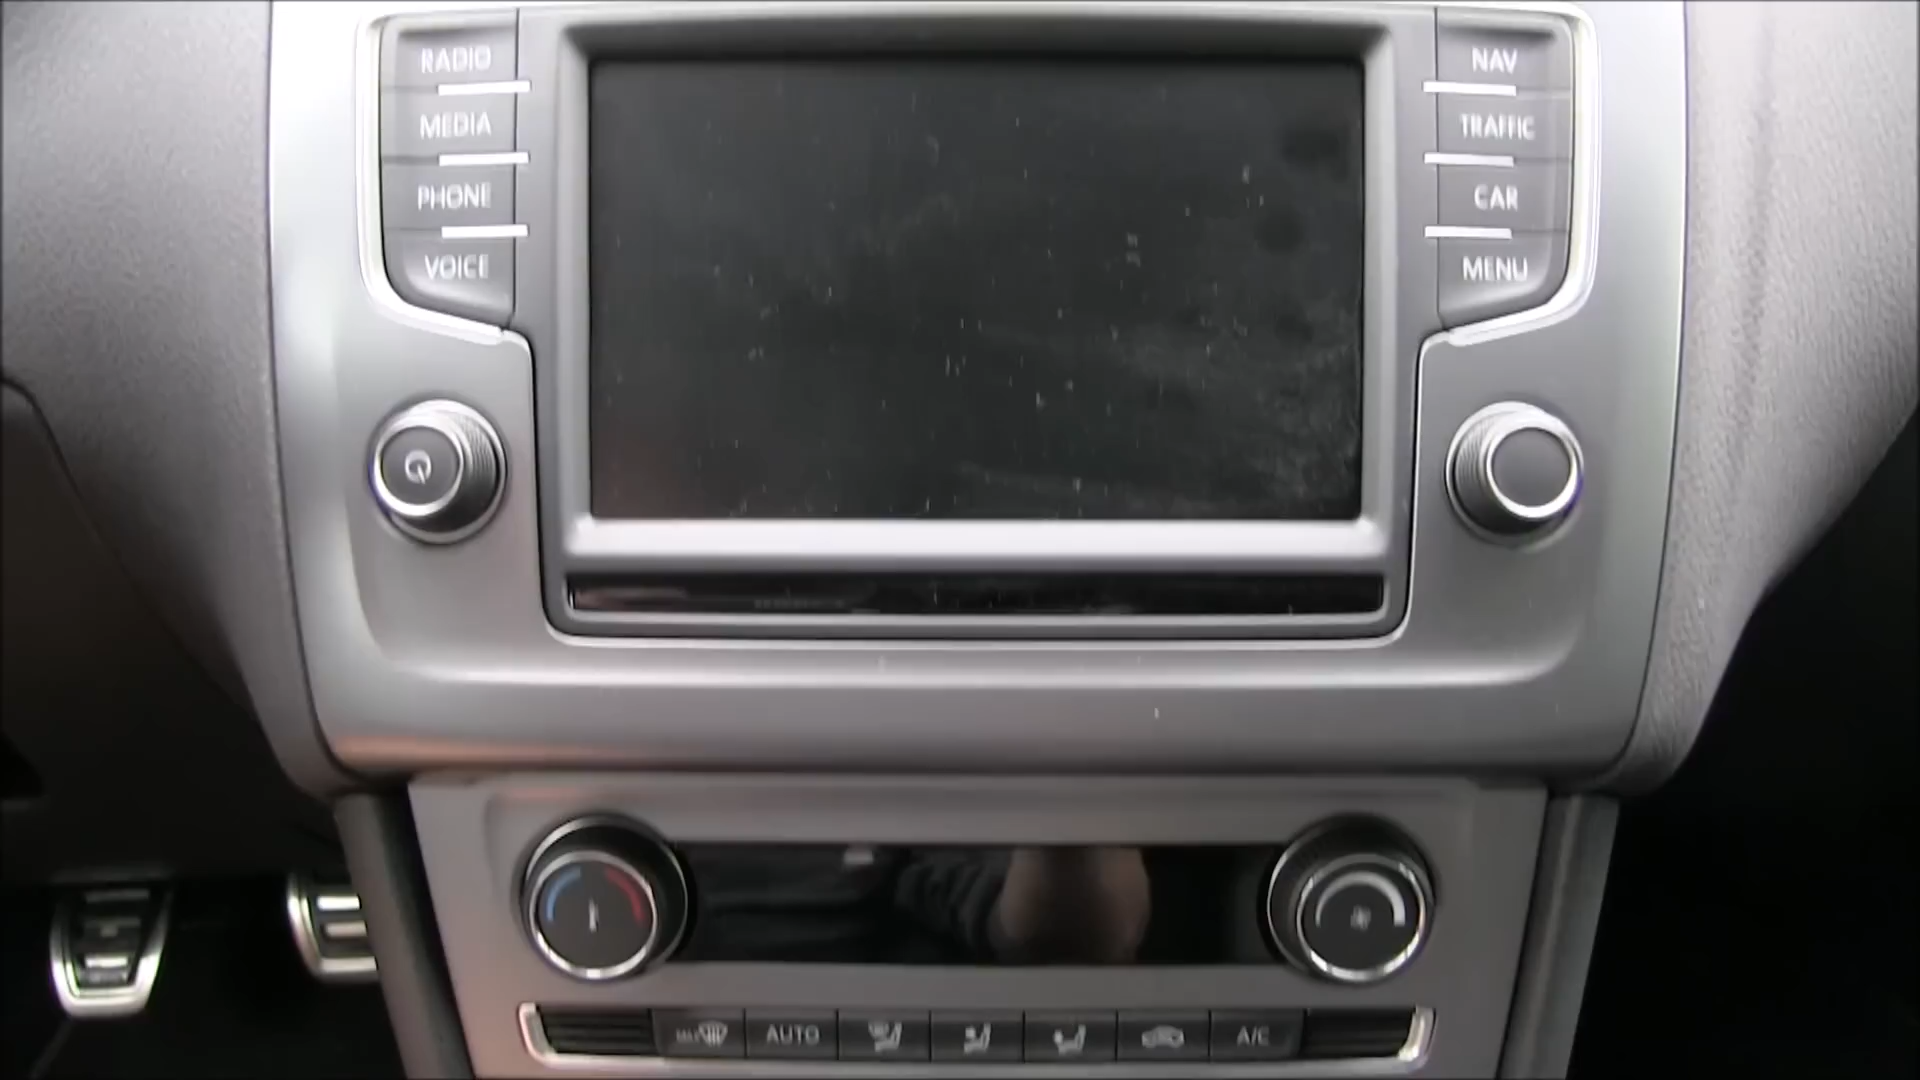 RADIO
MEDIA
PHONE
VOICE
NAV
TRAFFIC
CAR
MENU
AUTO
A/C